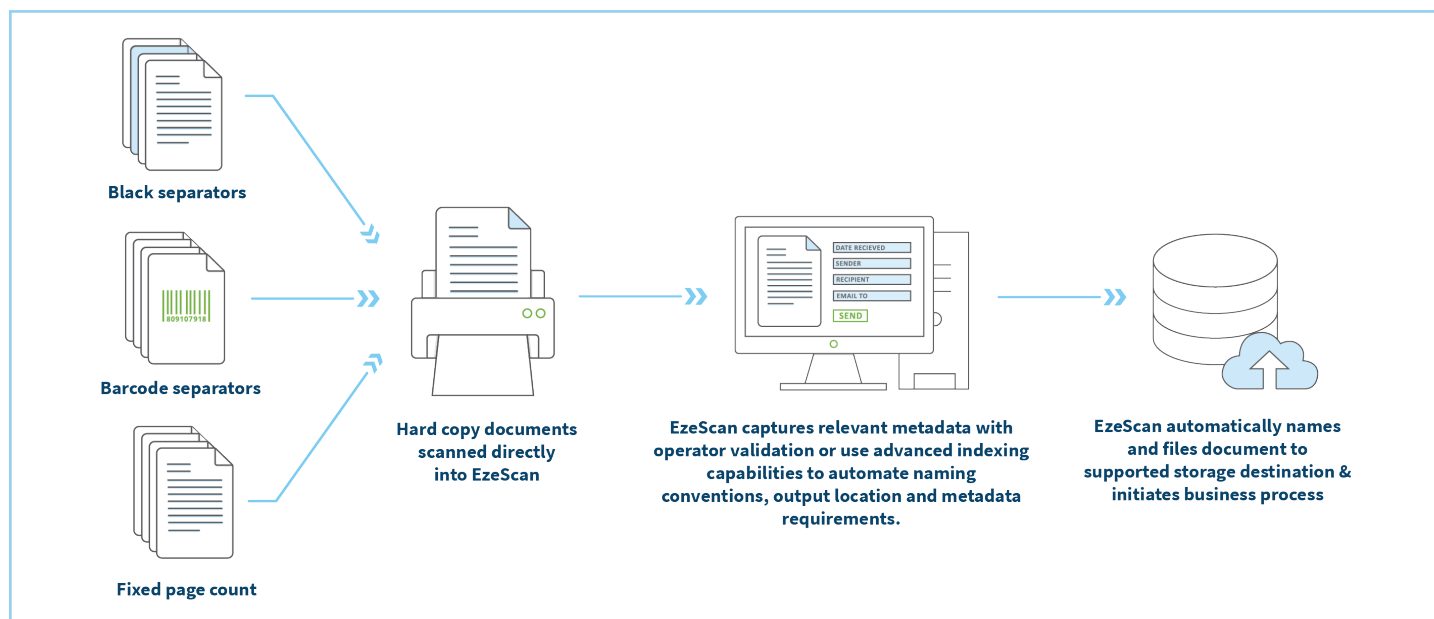 Black separators
809107918
Barcode separators
Fixed page count
Hard copy documents
scanned directly
into EzeScan
DATE RECIEVED
SENDER
RECIPIENT
EMAIL TO
SEND
EzeScan captures relevant metadata with
operator validation or use advanced indexing
capabilities to automate naming
conventions, output location and metadata
requirements.
EzeScan automatically names
and files document to
supported storage destination &
initiates business process